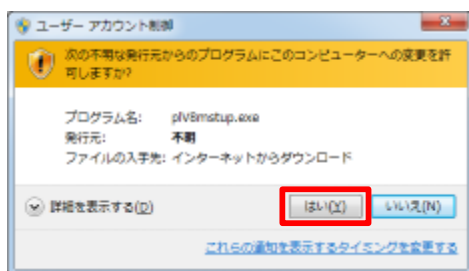 ユーザー アカウント制御
次の不明な発行元からのプログラムにこのコンピューターへの変更を許
可しますか?
プログラム名: plV8mstup.exe
発行元: 不明
ファイルの入手先: インターネットからダウンロード
詳細を表示する(D)
はい(Y)
いいえ(N)
これらの通知を表示するタイミングを変更する